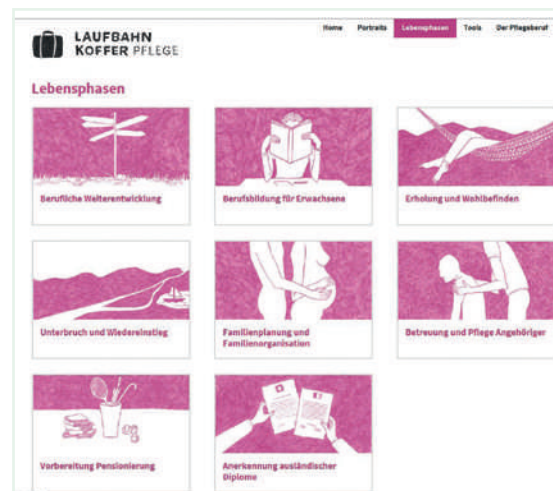 LAUFBAHN
KOFFER PFLEGE
Home Portraits Lebensphasen Tools Der Pflegeberuf
Lebensphasen
Berufliche Weiterentwicklung
Berufsbildung für Erwachsene
Erholung und Wohlbefinden
Unterbruch und Wiedereinstieg
Familienplanung und
Familienorganisation
Betreuung und Pflege Angehöriger
Vorbereitung Pensionierung
Anerkennung ausländischer
Diplome